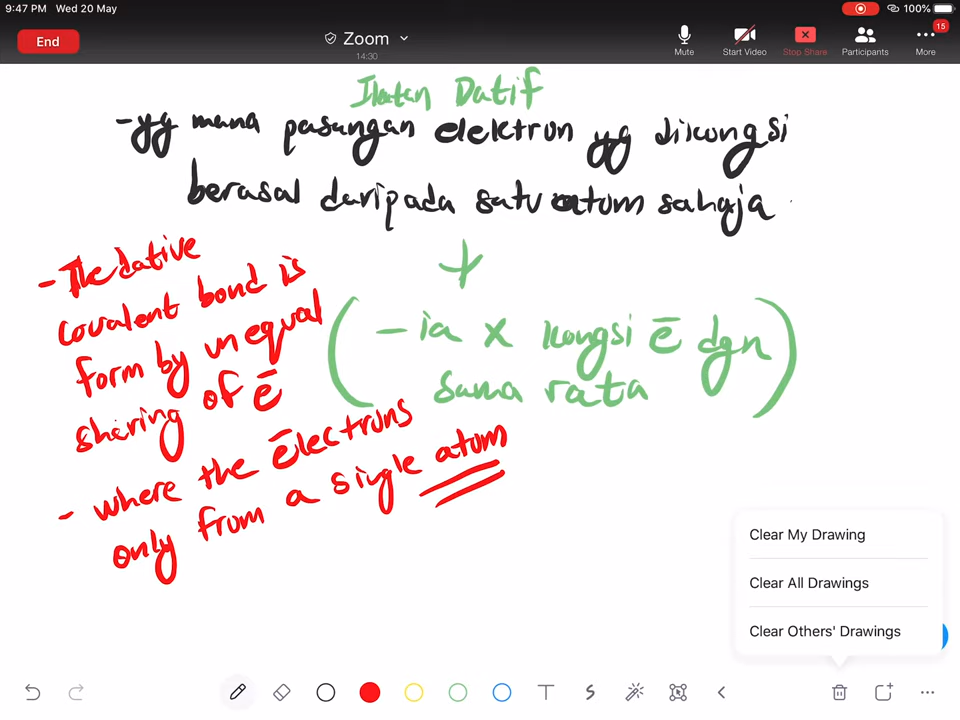 9:47 PM Wed 20 May
100%
End
Zoom
14:30
Mute
Start Video
Stop Share
Participants
15
More
Ikatan Datif
-yg mana pasangan elektron yg dikongsi
berasal daripada satu atom sahaja
+
(- ia x kongsi ē dgn
sama rata)
- The dative
covalent bond is
form by unequal
sharing of ē
- where the ēlectrons
only from a single atom
Clear My Drawing
Clear All Drawings
Clear Others' Drawings